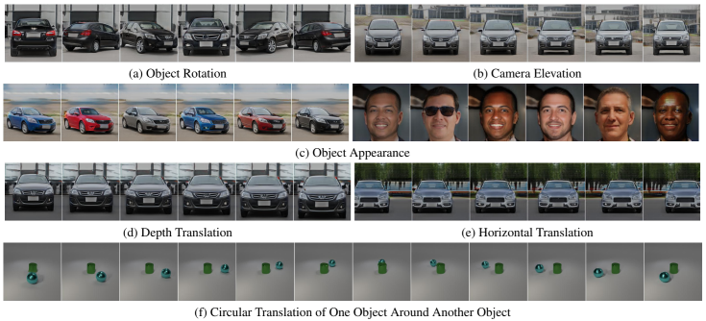 (a) Object Rotation
(b) Camera Elevation
(c) Object Appearance
(d) Depth Translation
(e) Horizontal Translation
(f) Circular Translation of One Object Around Another Object